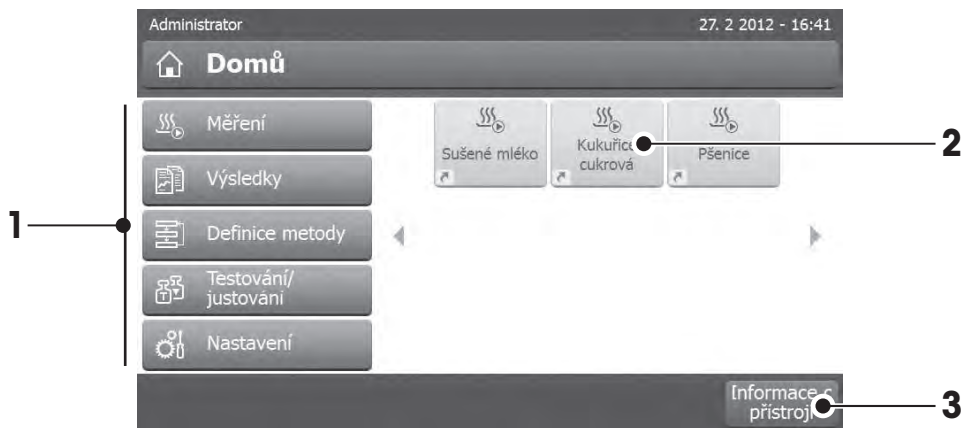 Administrator 27. 2 2012 - 16:41
Domů
1
Měření
Výsledky
Definice metody
Testování/
justování
Nastavení
Sušené mléko
Kukuřice
cukrová
Pšenice
2
Informace
přístroji
3